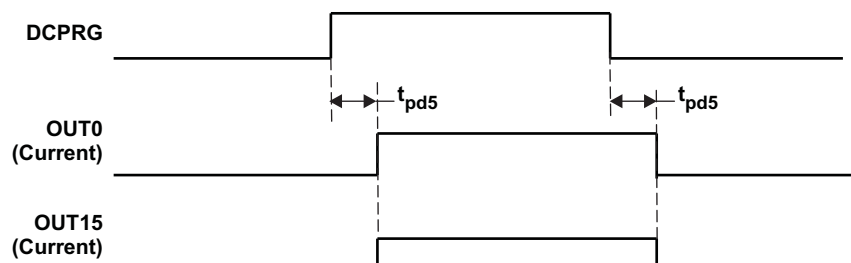 DCPRG
t_pd5 t_pd5
OUT0
(Current)
OUT15
(Current)